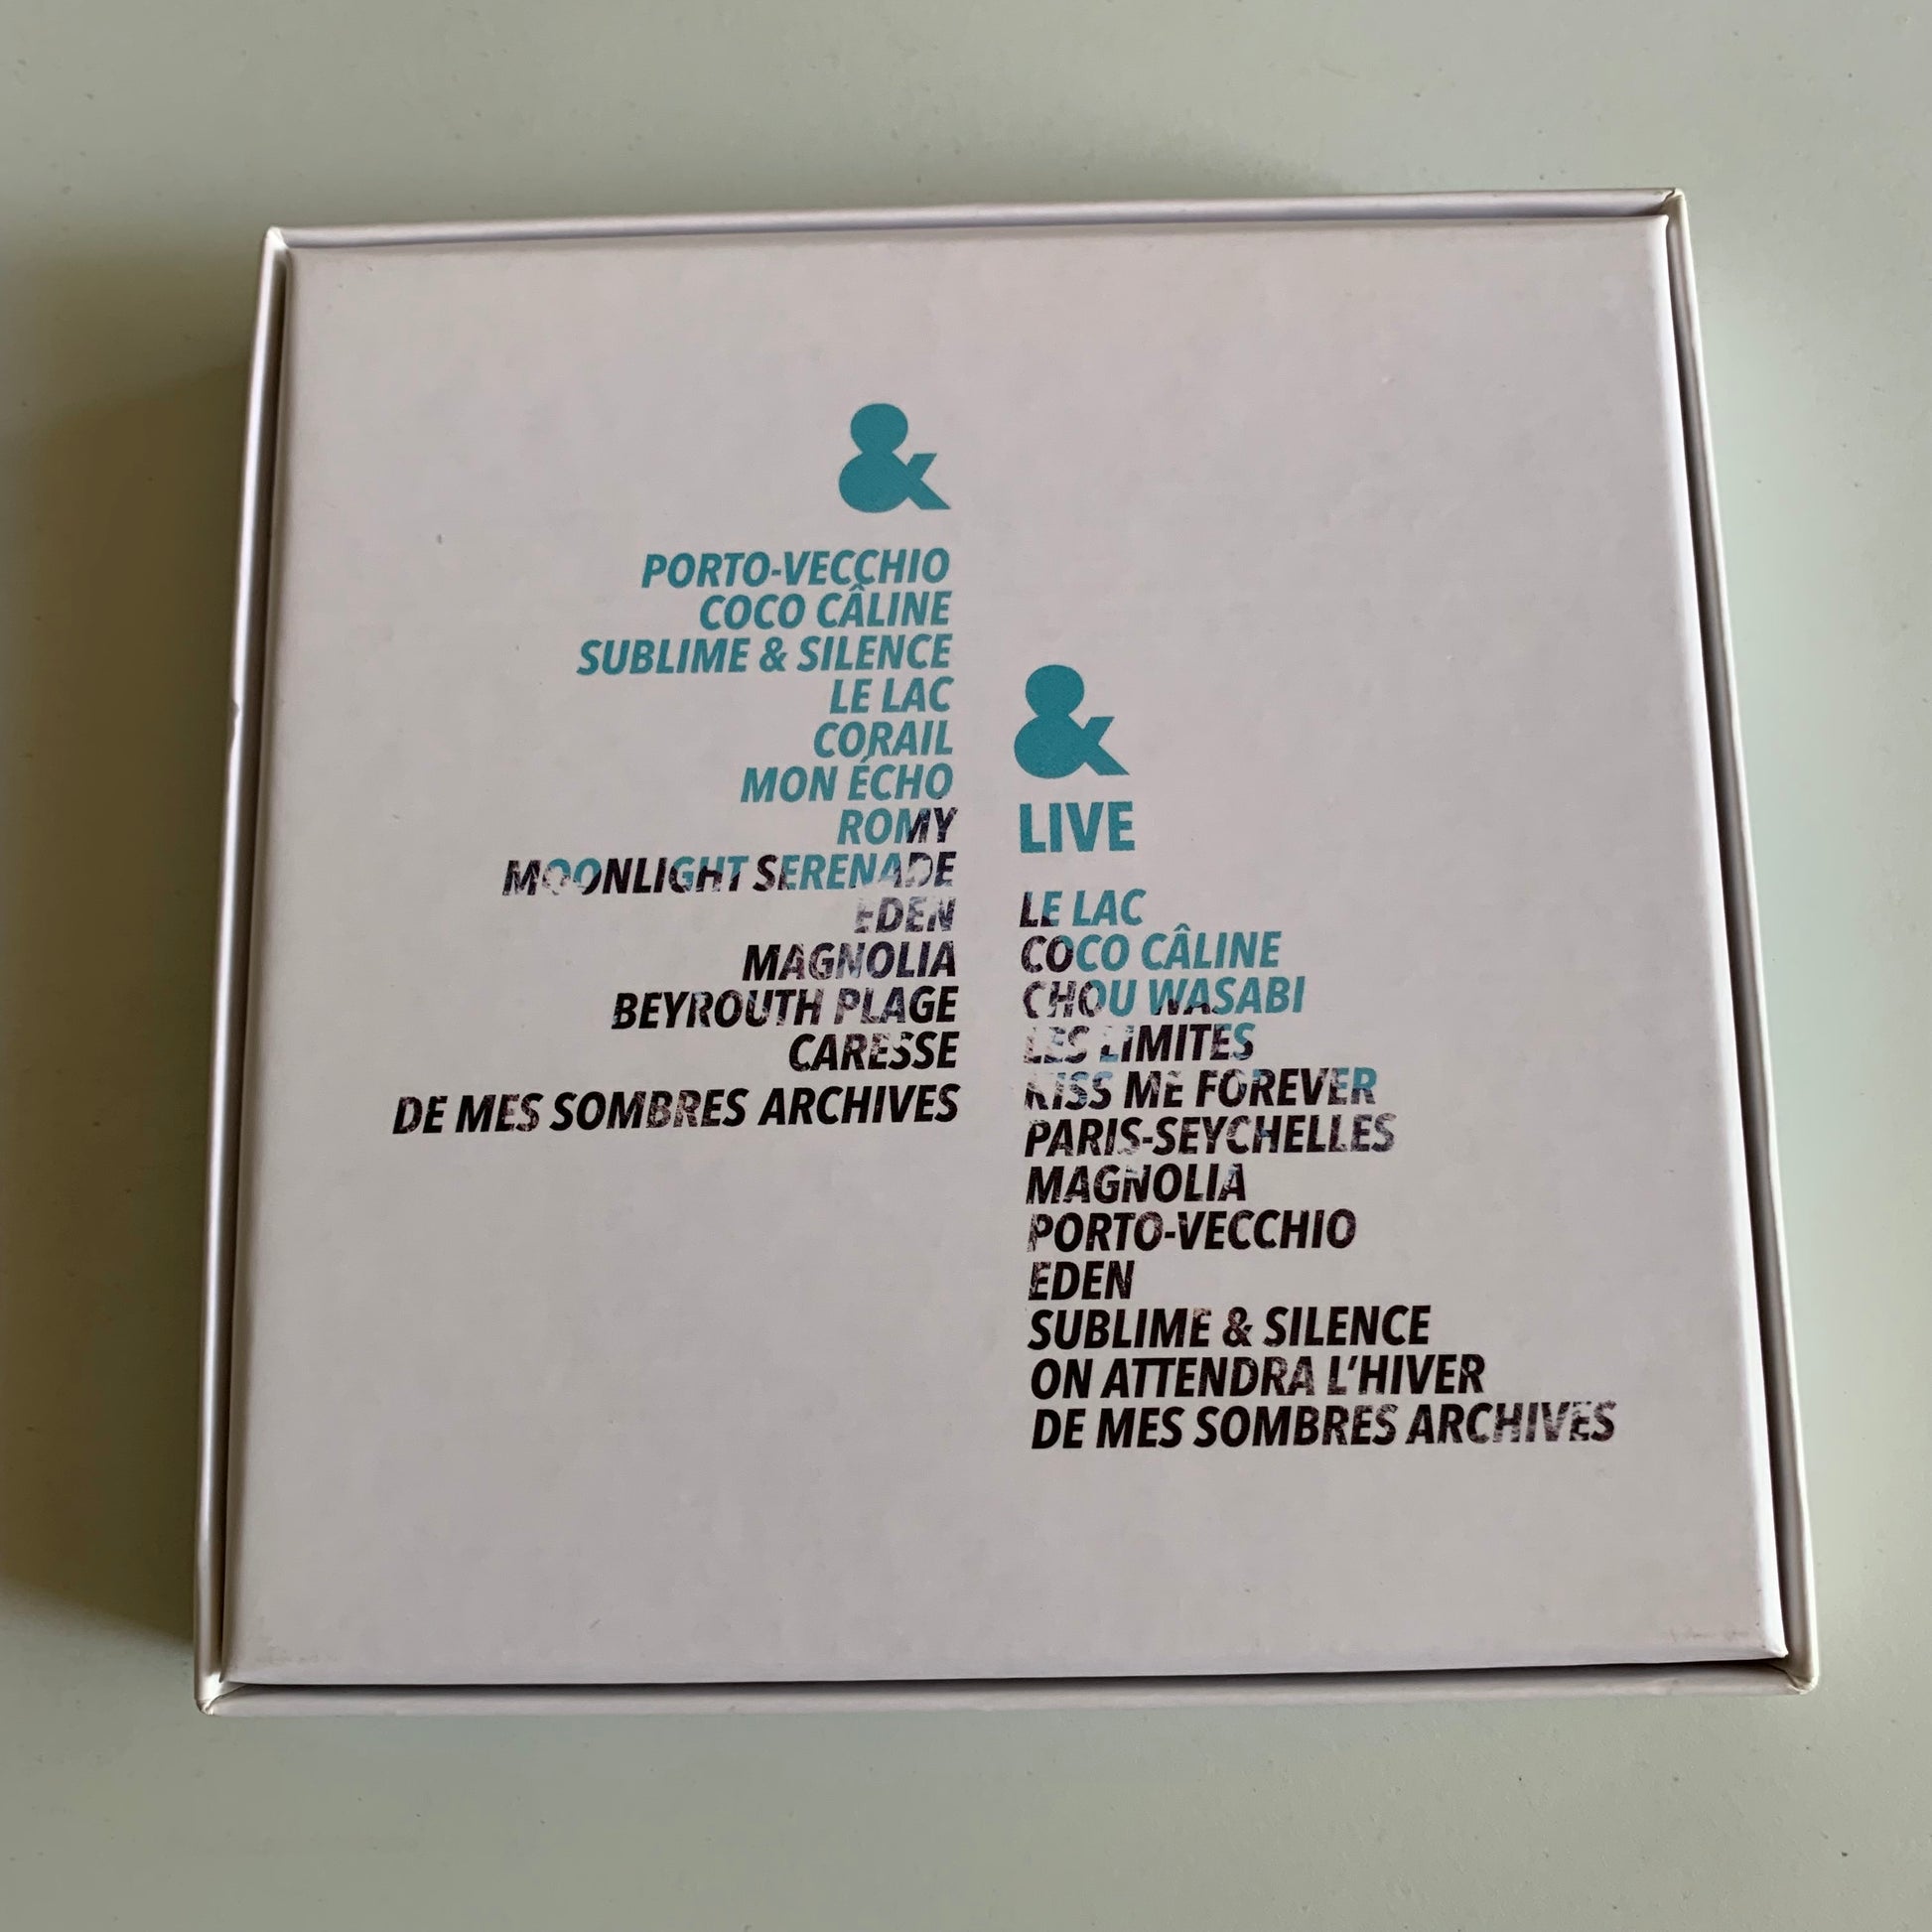 &
PORTO-VECCHIO
COCO CÂLINE
SUBLIME & SILENCE
LE LAC
CORAIL
MON ÉCHO
ROMY
MOONLIGHT SERENADE
EDEN
MAGNOLIA
BEYROUTH PLAGE
CARESSE
DE MES SOMBRES ARCHIVES
&
LIVE
LE LAC
COCO CÂLINE
CHOU WASABI
LES LIMITES
KISS ME FOREVER
PARIS-SEYCHELLES
MAGNOLIA
PORTO-VECCHIO
EDEN
SUBLIME & SILENCE
ON ATTENDRA L'HIVER
DE MES SOMBRES ARCHIVES